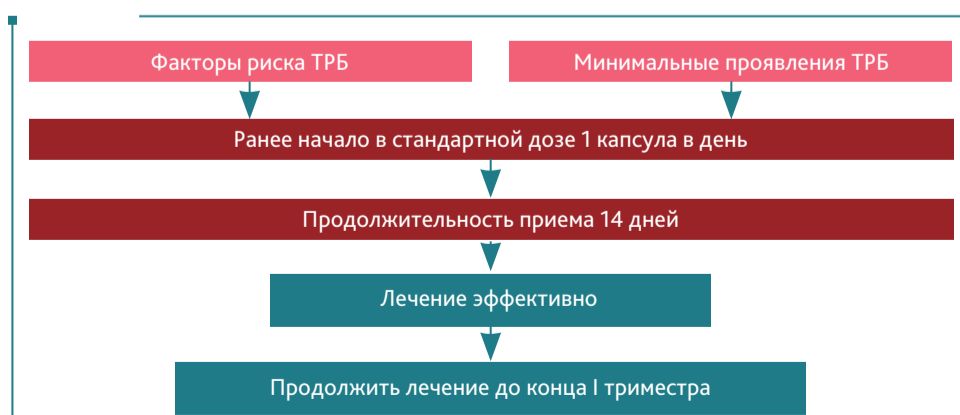 Факторы риска ТРБ
Минимальные проявления ТРБ
Ранее начало в стандартной дозе 1 капсула в день
Продолжительность приема 14 дней
Лечение эффективно
Продолжить лечение до конца I триместра